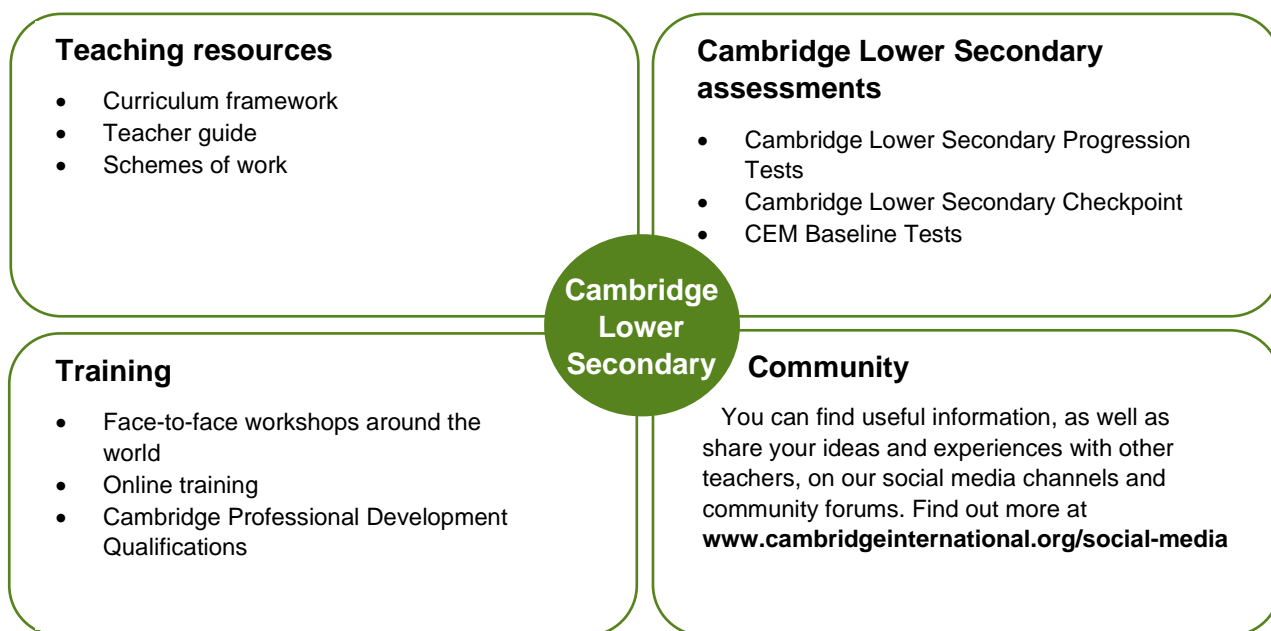 Teaching resources
• Curriculum framework
• Teacher guide
• Schemes of work
Cambridge Lower Secondary
assessments
• Cambridge Lower Secondary Progression
Tests
• Cambridge Lower Secondary Checkpoint
• CEM Baseline Tests
Cambridge
Lower
Secondary
Training
• Face-to-face workshops around the
world
• Online training
• Cambridge Professional Development
Qualifications
Community
You can find useful information, as well as
share your ideas and experiences with other
teachers, on our social media channels and
community forums. Find out more at
www.cambridgeinternational.org/social-media